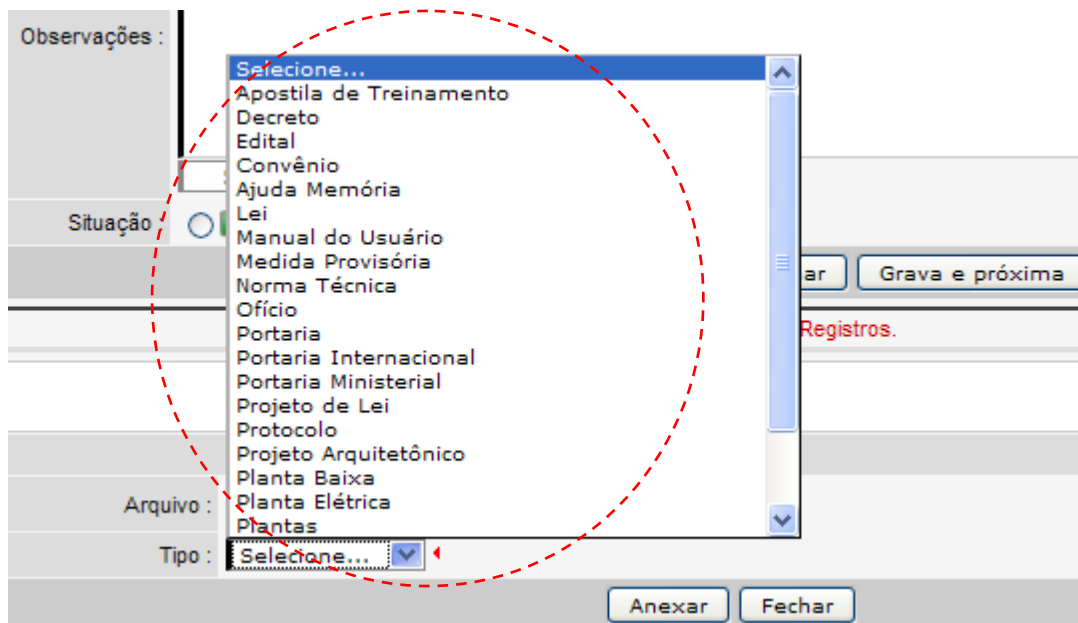 Observações :
Selecione...
Apostila de Treinamento
Decreto
Edital
Convênio
Ajuda Memória
Lei
Manual do Usuário
Medida Provisória
Norma Técnica
Ofício
Portaria
Portaria Internacional
Portaria Ministerial
Projeto de Lei
Protocolo
Projeto Arquitetônico
Planta Baixa
Planta Elétrica
Plantas
Situação :
ar
Grava e próxima
Registros.
Arquivo :
Tipo :
Selecione...
Anexar
Fechar